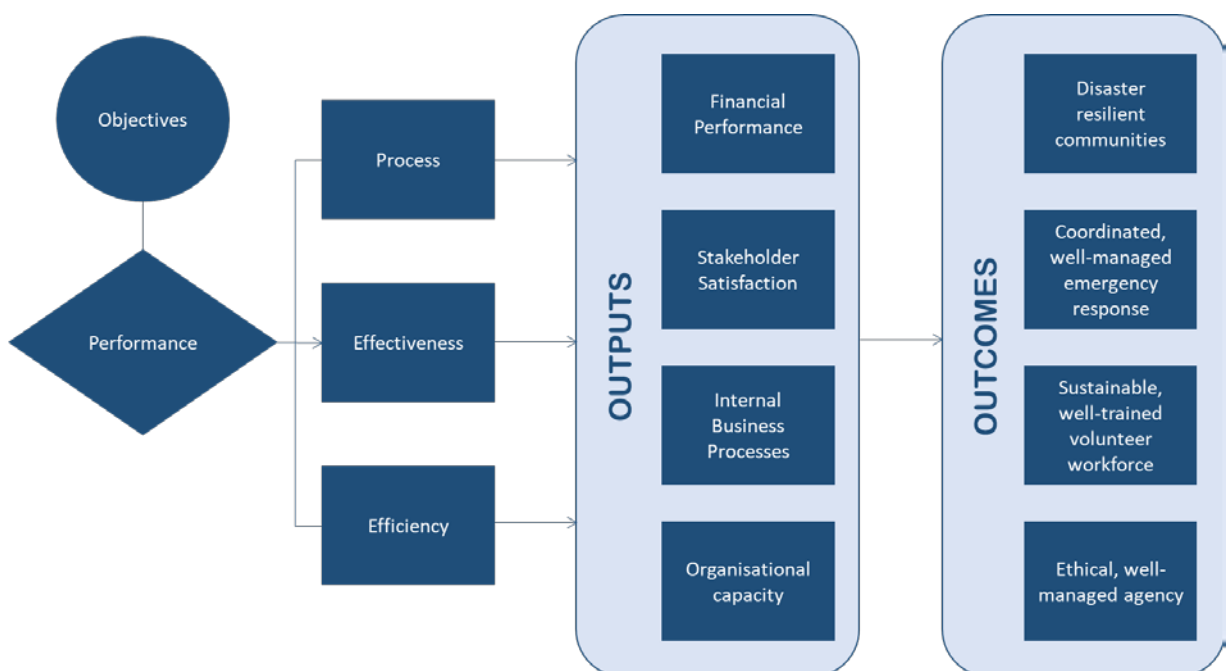 Objectives
Performance
Process
Effectiveness
Efficiency
OUTPUTS
Financial
Performance
Stakeholder
Satisfaction
Internal
Business
Processes
Organisational
capacity
OUTCOMES
Disaster
resilient
communities
Coordinated,
well-managed
emergency
response
Sustainable,
well-trained
volunteer
workforce
Ethical, well-
managed agency